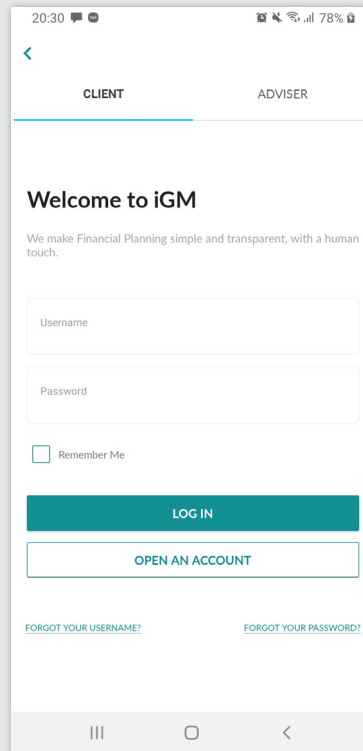 20:30
78%
CLIENT ADVISER
Welcome to iGM
We make Financial Planning simple and transparent, with a human
touch.
Username
Password
Remember Me
LOG IN
OPEN AN ACCOUNT
FORGOT YOUR USERNAME? FORGOT YOUR PASSWORD?